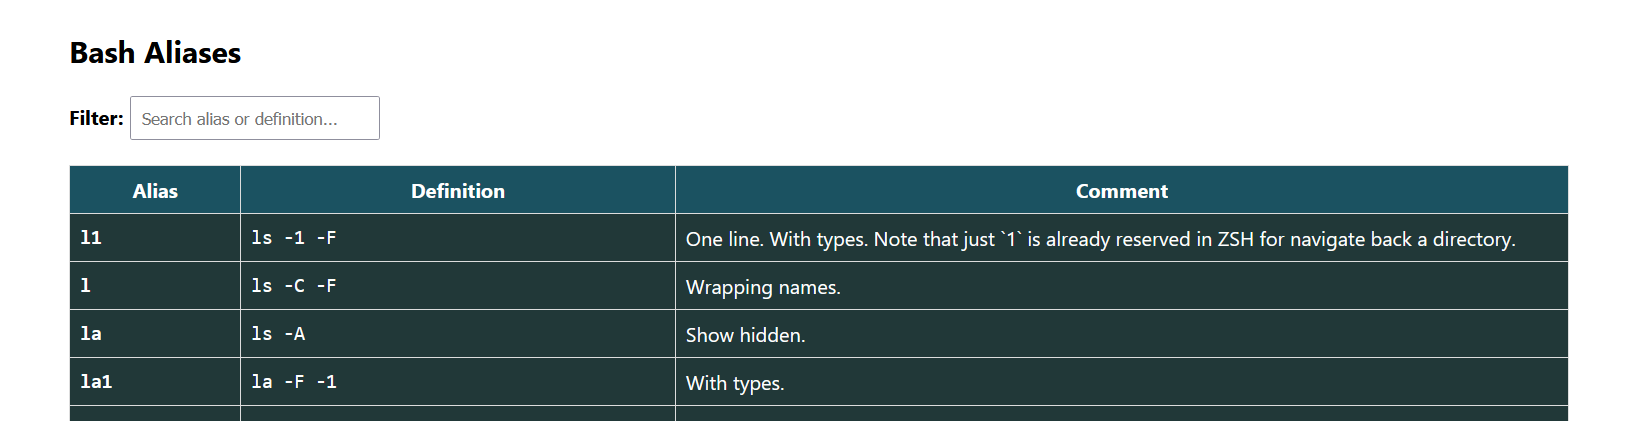 Bash Aliases
Filter: Search alias or definition...
Alias Definition Comment
l1 ls -1 -F One line. With types. Note that just `1` is already reserved in ZSH for navigate back a directory.
l ls -C -F Wrapping names.
la ls -A Show hidden.
la1 la -F -1 With types.